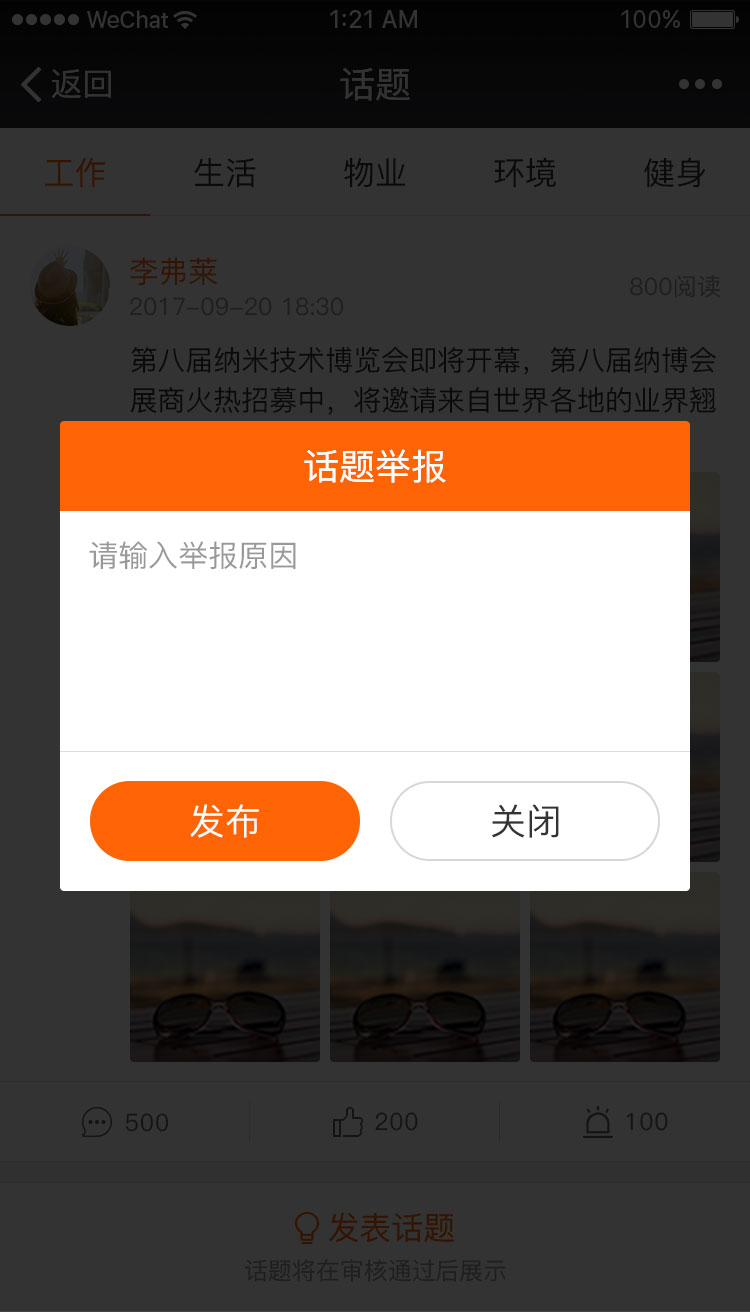 WeChat 1:21 AM 100%
返回 话题
工作 生活 物业 环境 健身
李弗莱
2017-09-20 18:30 800阅读
第八届纳米技术博览会即将开幕，第八届纳博会
展商火热招募中，将邀请来自世界各地的业界翘
话题举报
请输入举报原因
发布 关闭
500 200 100
发表话题
话题将在审核通过后展示